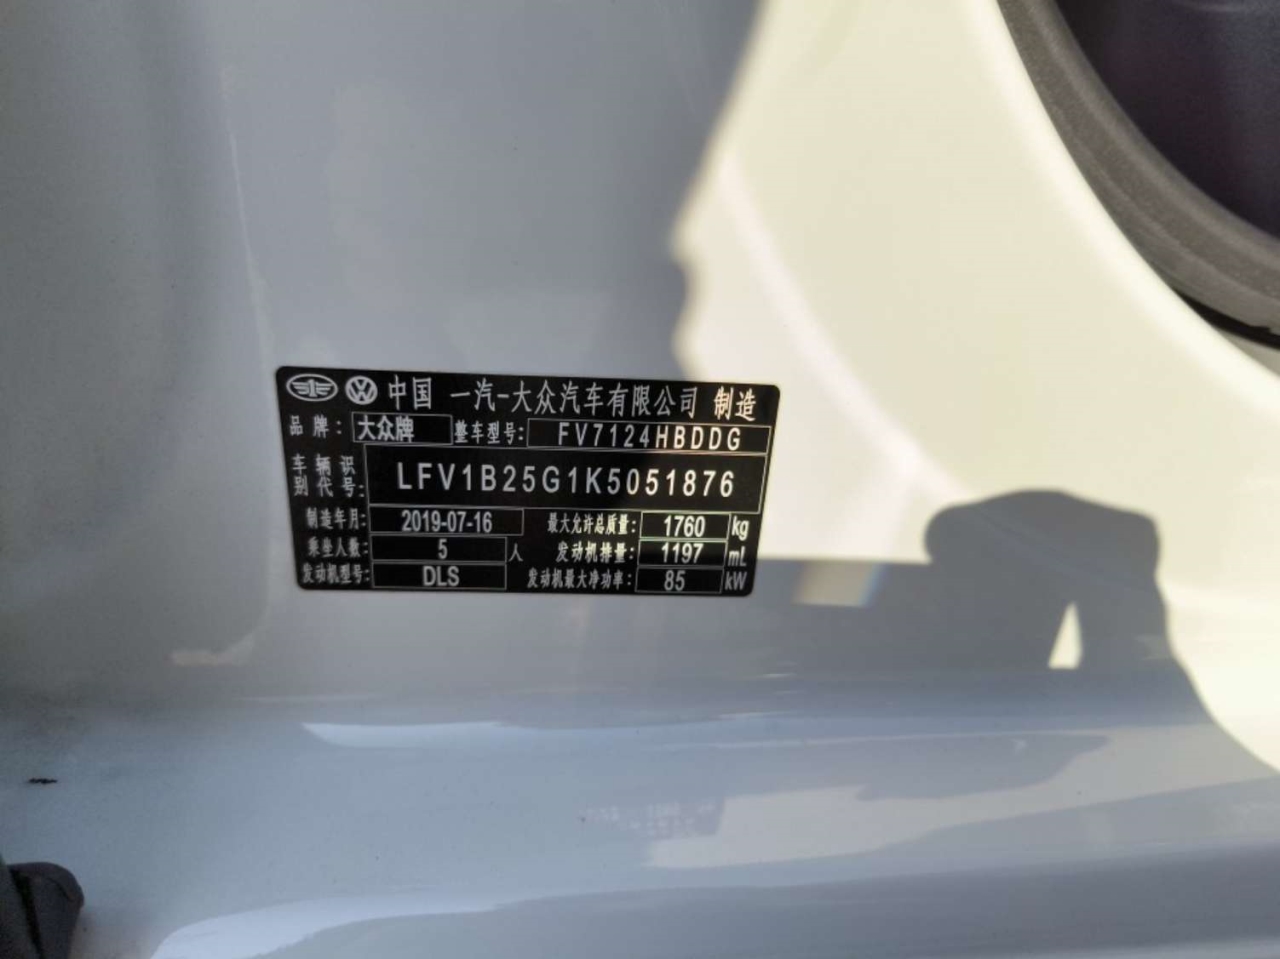 中国 一汽-大众汽车有限公司 制造
品牌: 大众牌 整车型号: FV7124HBDDG
车辆识别代号: LFV1B25G1K5051876
制造年月: 2019-07-16 最大允许总质量: 1760 kg
乘坐人数: 5 人 发动机排量: 1197 mL
发动机型号: DLS 发动机最大净功率: 85 kW